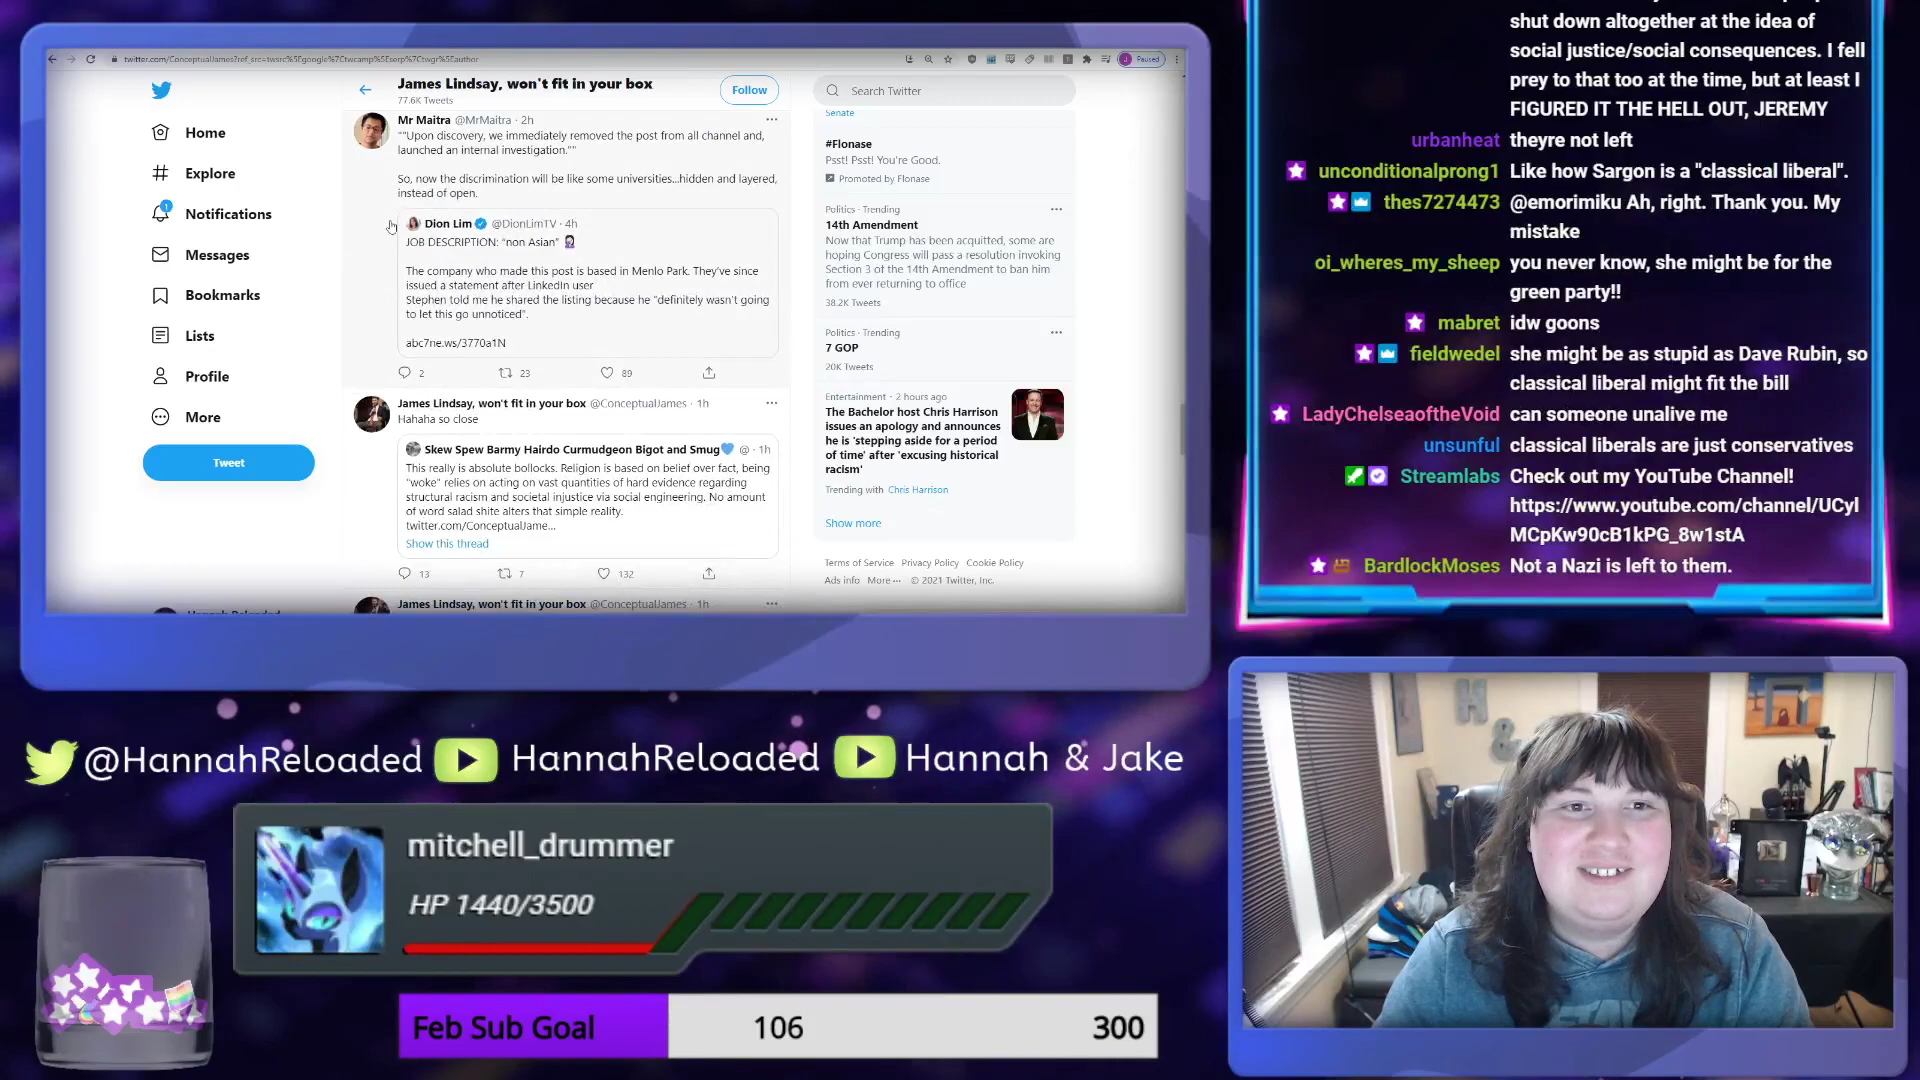 twitter.com/ConceptualJames?ref_src=twsrc%5Egoogle%7Ctwcamp%5Eserp%7Ctwgr%5Eauthor
Paused
Home
Explore
1
Notifications
Messages
Bookmarks
Lists
Profile
More
Tweet
James Lindsay, won't fit in your box
77.6K Tweets
Follow
Mr Maitra @MrMaitra · 2h
""Upon discovery, we immediately removed the post from all channel and,
launched an internal investigation.""
So, now the discrimination will be like some universities...hidden and layered,
instead of open.
Dion Lim @DionLimTV · 4h
JOB DESCRIPTION: "non Asian"
The company who made this post is based in Menlo Park. They've since
issued a statement after LinkedIn user
Stephen told me he shared the listing because he "definitely wasn't going
to let this go unnoticed".
abc7ne.ws/3770a1N
2 23 89
James Lindsay, won't fit in your box @ConceptualJames · 1h
Hahaha so close
Skew Spew Barmy Hairdo Curmudgeon Bigot and Smug @ · 1h
This really is absolute bollocks. Religion is based on belief over fact, being
"woke" relies on acting on vast quantities of hard evidence regarding
structural racism and societal injustice via social engineering. No amount
of word salad shite alters that simple reality.
twitter.com/ConceptualJame...
Show this thread
13 7 132
James Lindsay, won't fit in your box @ConceptualJames · 1h
Search Twitter
Senate
#Flonase
Psst! Psst! You're Good.
Promoted by Flonase
Politics · Trending
14th Amendment
Now that Trump has been acquitted, some are
hoping Congress will pass a resolution invoking
Section 3 of the 14th Amendment to ban him
from ever returning to office
38.2K Tweets
Politics · Trending
7 GOP
20K Tweets
Entertainment · 2 hours ago
The Bachelor host Chris Harrison
issues an apology and announces
he is 'stepping aside for a period
of time' after 'excusing historical
racism'
Trending with Chris Harrison
Show more
Terms of Service Privacy Policy Cookie Policy
Ads info More ··· © 2021 Twitter, Inc.
shut down altogether at the idea of
social justice/social consequences. I fell
prey to that too at the time, but at least I
FIGURED IT THE HELL OUT, JEREMY
urbanheat theyre not left
unconditionalprong1 Like how Sargon is a "classical liberal".
thes7274473 @emorimiku Ah, right. Thank you. My
mistake
oi_wheres_my_sheep you never know, she might be for the
green party!!
mabret idw goons
fieldwedel she might be as stupid as Dave Rubin, so
classical liberal might fit the bill
LadyChelseaoftheVoid can someone unalive me
unsunful classical liberals are just conservatives
Streamlabs Check out my YouTube Channel!
https://www.youtube.com/channel/UCyl
MCpKw90cB1kPG_8w1stA
BardlockMoses Not a Nazi is left to them.
@HannahReloaded HannahReloaded Hannah & Jake
mitchell_drummer
HP 1440/3500
Feb Sub Goal 106 300
H
&